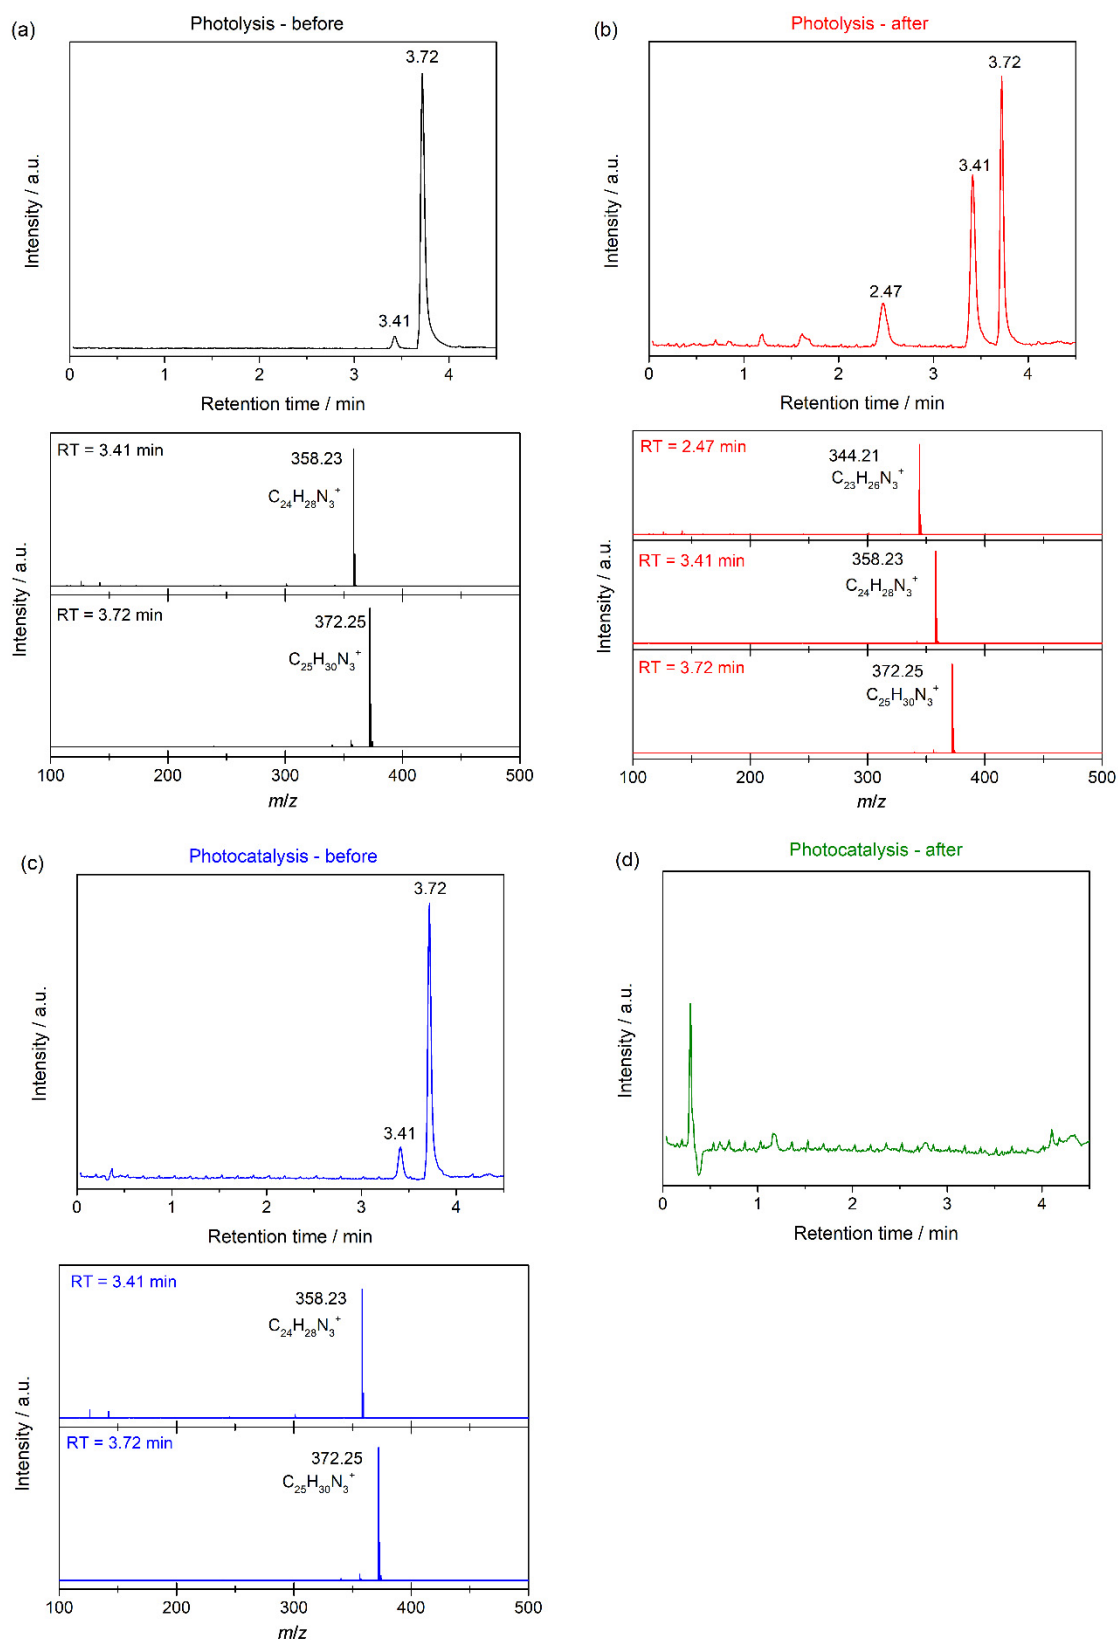 (a)
Photolysis - before
3.72
3.41
Intensity / a.u.
0 1 2 3 4
Retention time / min
RT = 3.41 min
358.23
C₂₄H₂₈N₃⁺
RT = 3.72 min
372.25
C₂₅H₃₀N₃⁺
Intensity / a.u.
100 200 300 400 500
m/z
(b)
Photolysis - after
3.72
3.41
2.47
Intensity / a.u.
0 1 2 3 4
Retention time / min
RT = 2.47 min
344.21
C₂₃H₂₆N₃⁺
RT = 3.41 min
358.23
C₂₄H₂₈N₃⁺
RT = 3.72 min
372.25
C₂₅H₃₀N₃⁺
Intensity / a.u.
100 200 300 400 500
m/z
(c)
Photocatalysis - before
3.72
3.41
Intensity / a.u.
0 1 2 3 4
Retention time / min
RT = 3.41 min
358.23
C₂₄H₂₈N₃⁺
RT = 3.72 min
372.25
C₂₅H₃₀N₃⁺
Intensity / a.u.
100 200 300 400 500
m/z
(d)
Photocatalysis - after
Intensity / a.u.
0 1 2 3 4
Retention time / min